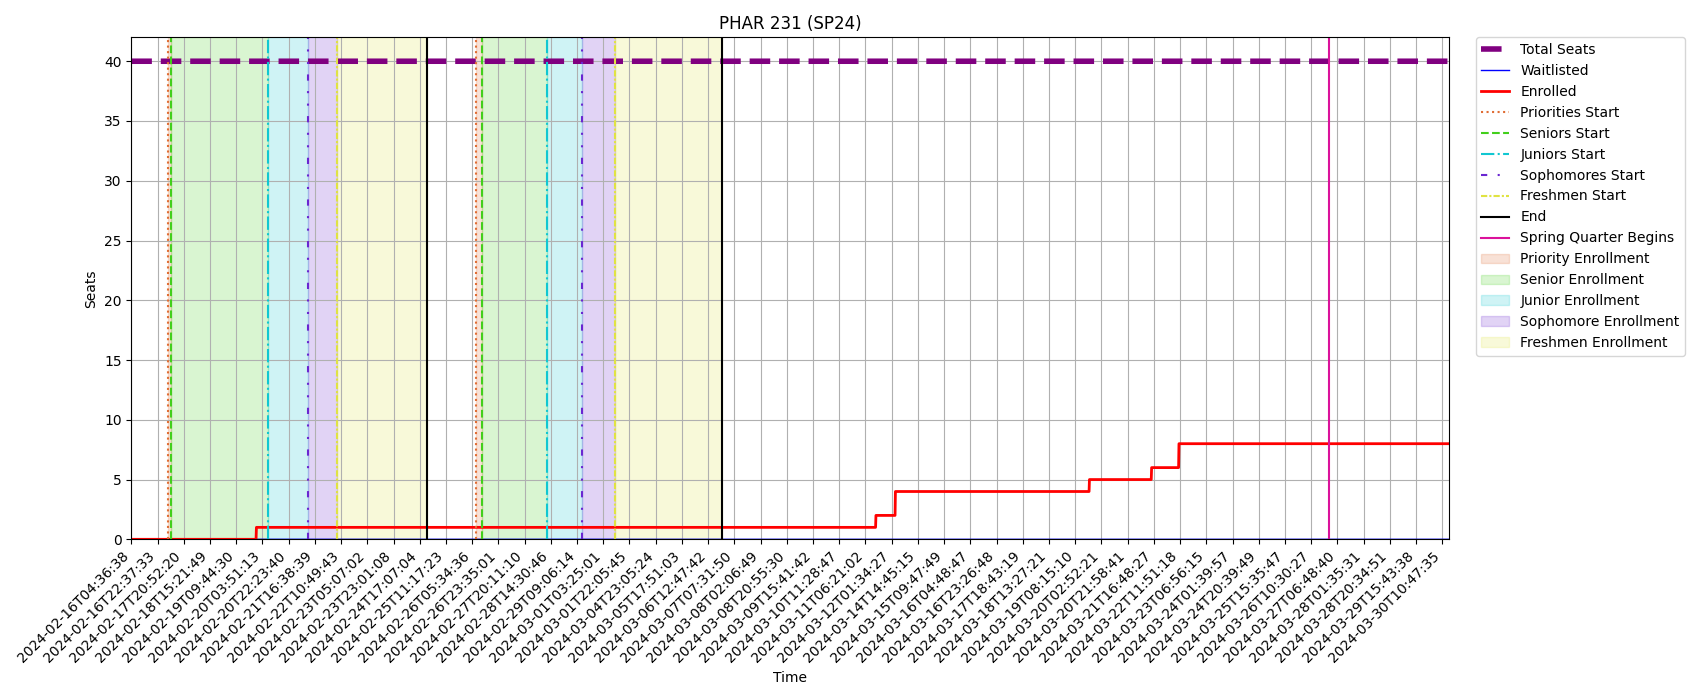 PHAR 231 (SP24)
Seats
40
35
30
25
20
15
10
5
0
2024-02-16T04:36:38
2024-02-16T22:37:33
2024-02-17T20:52:20
2024-02-18T15:21:49
2024-02-19T09:44:30
2024-02-20T03:51:13
2024-02-20T22:23:40
2024-02-21T16:38:39
2024-02-22T10:49:43
2024-02-23T05:07:02
2024-02-23T23:01:08
2024-02-24T17:07:04
2024-02-25T11:17:23
2024-02-26T05:34:36
2024-02-26T23:35:01
2024-02-27T20:11:10
2024-02-28T14:30:46
2024-02-29T09:06:14
2024-03-01T03:25:01
2024-03-01T22:05:45
2024-03-04T23:05:24
2024-03-05T17:51:03
2024-03-06T12:47:42
2024-03-07T07:31:50
2024-03-08T02:06:49
2024-03-08T20:55:30
2024-03-09T15:41:42
2024-03-10T11:28:47
2024-03-11T06:21:02
2024-03-12T01:34:27
2024-03-14T14:45:15
2024-03-15T09:47:49
2024-03-16T04:48:47
2024-03-16T23:26:48
2024-03-17T18:43:19
2024-03-18T13:27:21
2024-03-19T08:15:10
2024-03-20T02:52:21
2024-03-20T21:58:41
2024-03-21T16:48:27
2024-03-22T11:51:18
2024-03-23T06:56:15
2024-03-24T01:39:57
2024-03-24T20:39:49
2024-03-25T15:35:47
2024-03-26T10:30:27
2024-03-27T06:48:40
2024-03-28T01:35:31
2024-03-28T20:34:51
2024-03-29T15:43:38
2024-03-30T10:47:35
Time
Total Seats
Waitlisted
Enrolled
Priorities Start
Seniors Start
Juniors Start
Sophomores Start
Freshmen Start
End
Spring Quarter Begins
Priority Enrollment
Senior Enrollment
Junior Enrollment
Sophomore Enrollment
Freshmen Enrollment